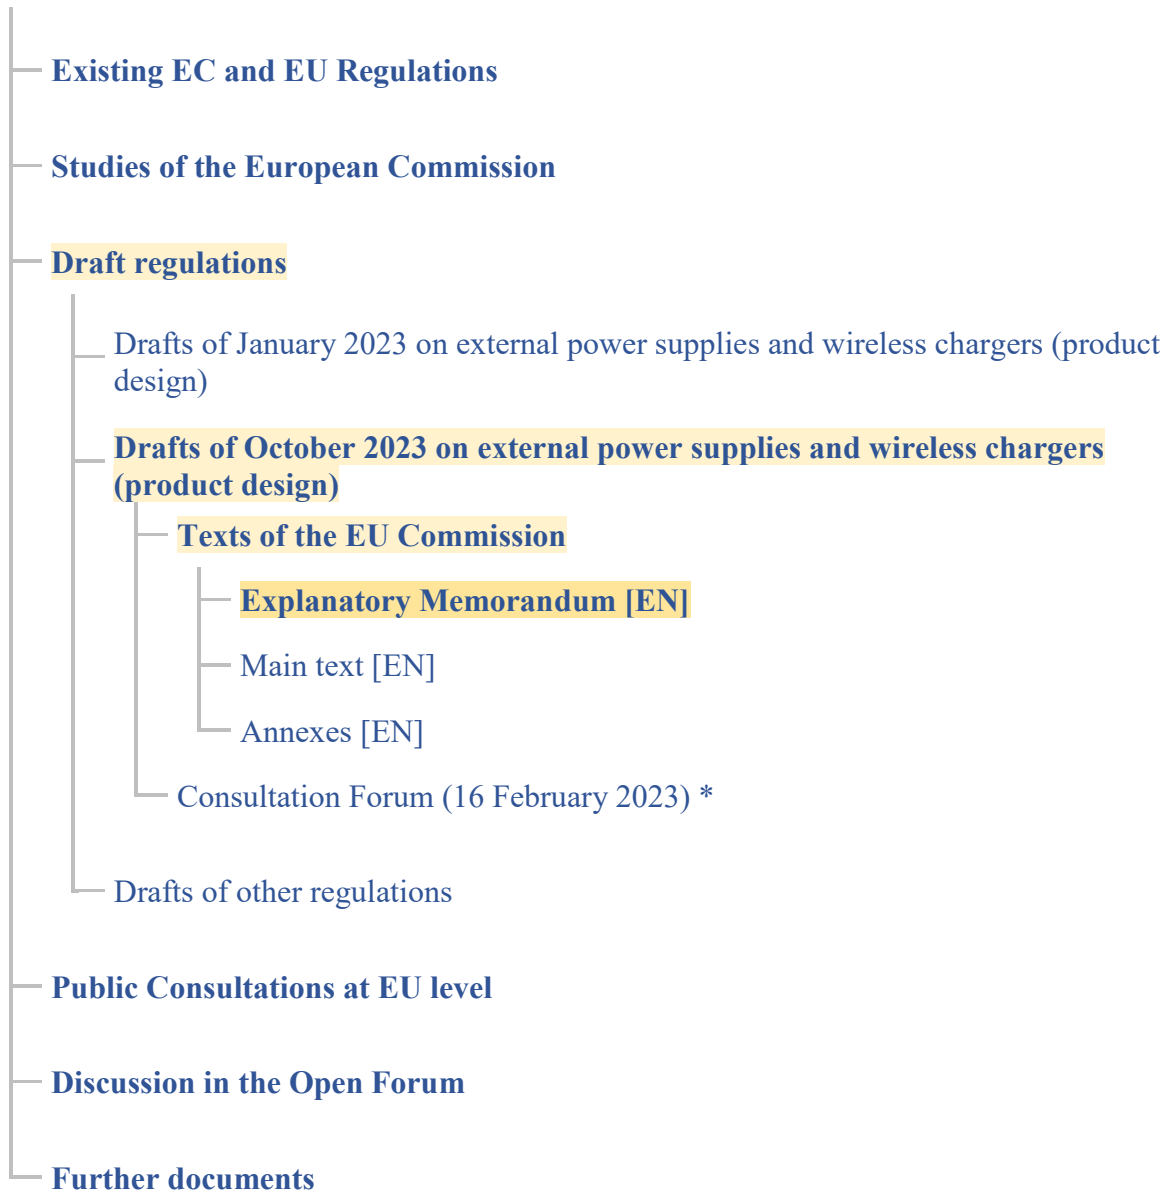 Existing EC and EU Regulations
Studies of the European Commission
Draft regulations
Drafts of January 2023 on external power supplies and wireless chargers (product
design)
Drafts of October 2023 on external power supplies and wireless chargers
(product design)
Texts of the EU Commission
Explanatory Memorandum [EN]
Main text [EN]
Annexes [EN]
Consultation Forum (16 February 2023) *
Drafts of other regulations
Public Consultations at EU level
Discussion in the Open Forum
Further documents